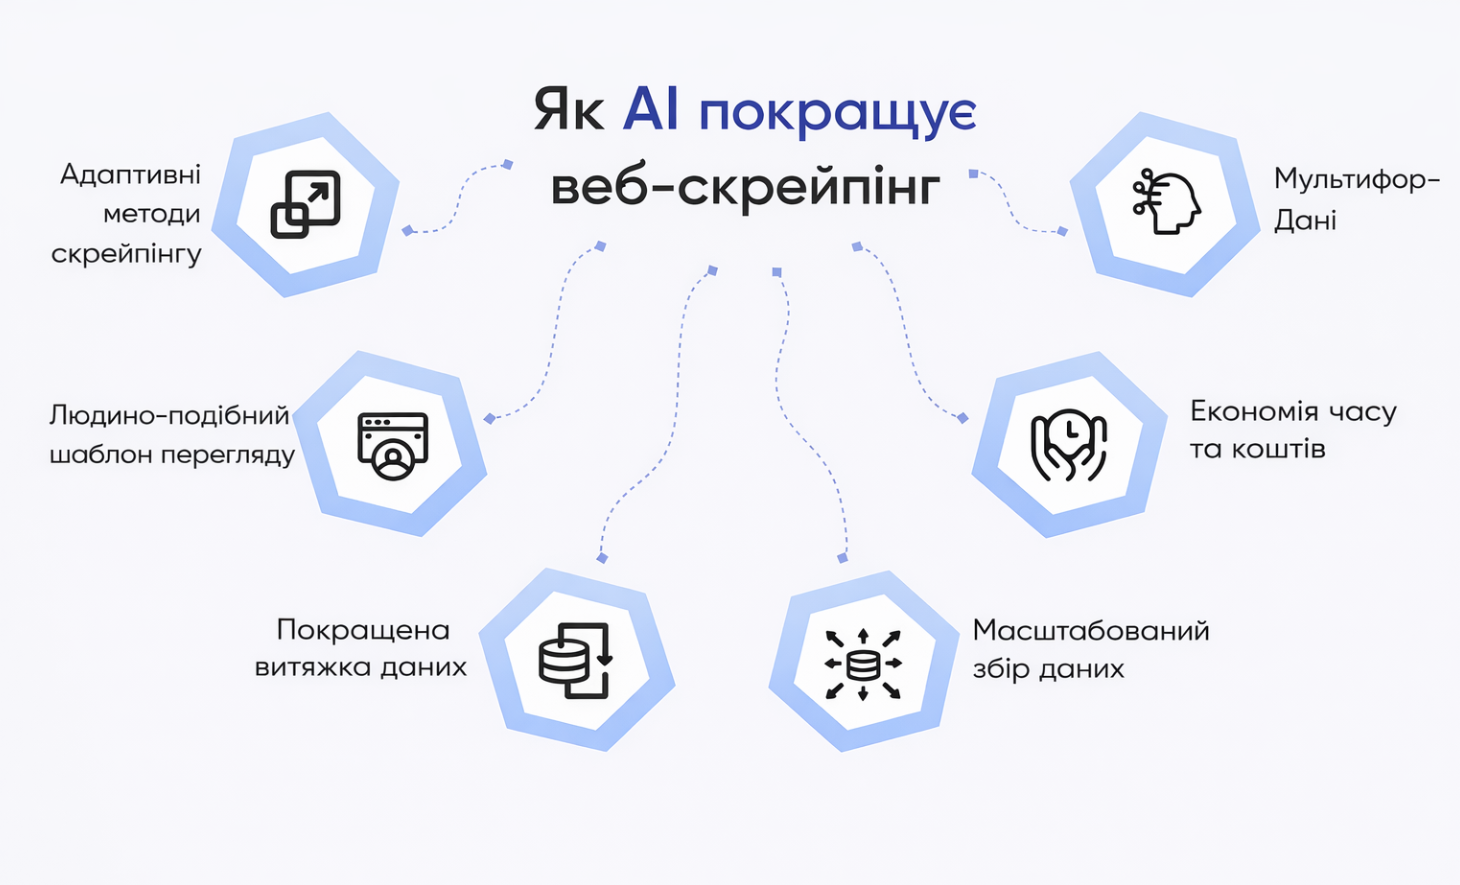 Як AI покращує
веб-скрейпінг
Адаптивні
методи
скрейпінгу
Мультифор-
Дані
Людино-подібний
шаблон перегляду
Економія часу
та коштів
Покращена
витяжка даних
Масштабований
збір даних